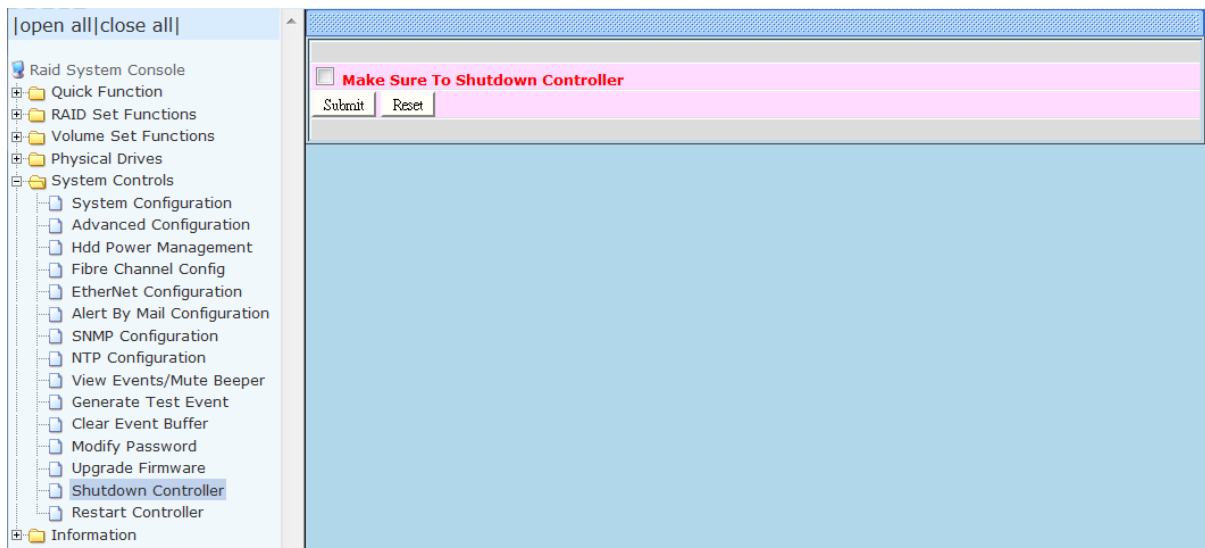 |open all|close all|
Raid System Console
Quick Function
RAID Set Functions
Volume Set Functions
Physical Drives
System Controls
System Configuration
Advanced Configuration
Hdd Power Management
Fibre Channel Config
EtherNet Configuration
Alert By Mail Configuration
SNMP Configuration
NTP Configuration
View Events/Mute Beeper
Generate Test Event
Clear Event Buffer
Modify Password
Upgrade Firmware
Shutdown Controller
Restart Controller
Information
Make Sure To Shutdown Controller
Submit Reset